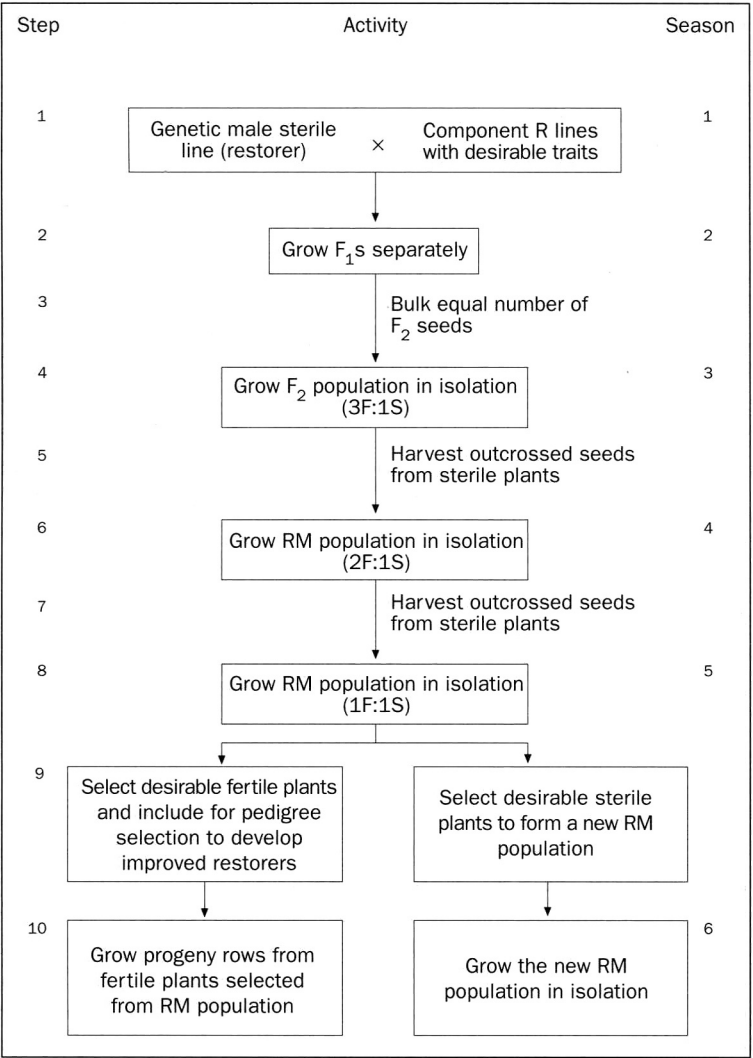 Step Activity Season
1 Genetic male sterile × Component R lines 1
line (restorer) with desirable traits
2 Grow F₁s separately 2
3 Bulk equal number of
F₂ seeds
4 Grow F₂ population in isolation 3
(3F:1S)
5 Harvest outcrossed seeds
from sterile plants
6 Grow RM population in isolation 4
(2F:1S)
7 Harvest outcrossed seeds
from sterile plants
8 Grow RM population in isolation 5
(1F:1S)
9
Select desirable fertile plants
and include for pedigree
selection to develop
improved restorers
Select desirable sterile
plants to form a new RM
population
10 6
Grow progeny rows from
fertile plants selected
from RM population
Grow the new RM
population in isolation